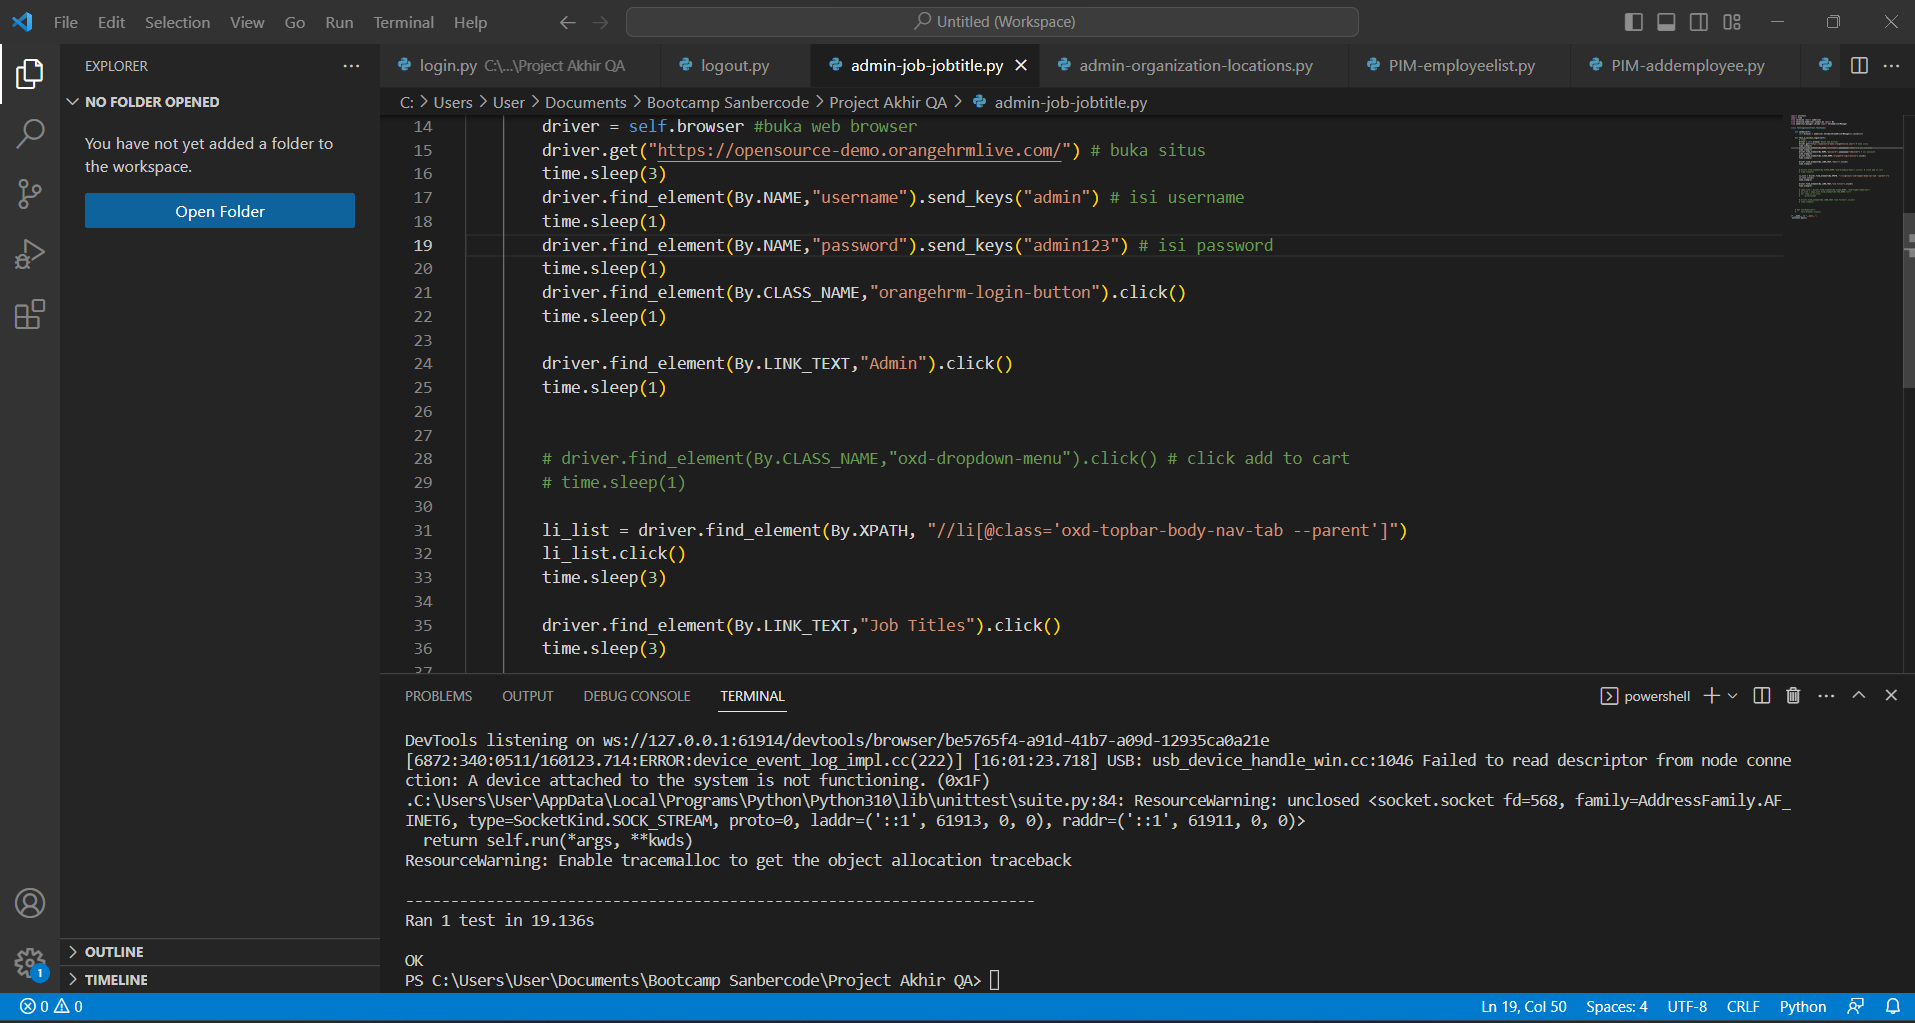 File Edit Selection View Go Run Terminal Help
Untitled (Workspace)
EXPLORER
NO FOLDER OPENED
You have not yet added a folder to
the workspace.
Open Folder
OUTLINE
TIMELINE
login.py C:\...\Project Akhir QA
logout.py
admin-job-jobtitle.py
admin-organization-locations.py
PIM-employeelist.py
PIM-addemployee.py
C: > Users > User > Documents > Bootcamp Sanbercode > Project Akhir QA > admin-job-jobtitle.py
14 driver = self.browser #buka web browser
15 driver.get("https://opensource-demo.orangehrmlive.com/") # buka situs
16 time.sleep(3)
17 driver.find_element(By.NAME,"username").send_keys("admin") # isi username
18 time.sleep(1)
19 driver.find_element(By.NAME,"password").send_keys("admin123") # isi password
20 time.sleep(1)
21 driver.find_element(By.CLASS_NAME,"orangehrm-login-button").click()
22 time.sleep(1)
23
24 driver.find_element(By.LINK_TEXT,"Admin").click()
25 time.sleep(1)
26
27
28 # driver.find_element(By.CLASS_NAME,"oxd-dropdown-menu").click() # click add to cart
29 # time.sleep(1)
30
31 li_list = driver.find_element(By.XPATH, "//li[@class='oxd-topbar-body-nav-tab --parent']")
32 li_list.click()
33 time.sleep(3)
34
35 driver.find_element(By.LINK_TEXT,"Job Titles").click()
36 time.sleep(3)
37
PROBLEMS OUTPUT DEBUG CONSOLE TERMINAL
powershell
DevTools listening on ws://127.0.0.1:61914/devtools/browser/be5765f4-a91d-41b7-a09d-12935ca0a21e
[6872:340:0511/160123.714:ERROR:device_event_log_impl.cc(222)] [16:01:23.718] USB: usb_device_handle_win.cc:1046 Failed to read descriptor from node conne
ction: A device attached to the system is not functioning. (0x1F)
.C:\Users\User\AppData\Local\Programs\Python\Python310\lib\unittest\suite.py:84: ResourceWarning: unclosed <socket.socket fd=568, family=AddressFamily.AF_
INET6, type=SocketKind.SOCK_STREAM, proto=0, laddr=('::1', 61913, 0, 0), raddr=('::1', 61911, 0, 0)>
return self.run(*args, **kwds)
ResourceWarning: Enable tracemalloc to get the object allocation traceback
----------------------------------------------------------------------
Ran 1 test in 19.136s
OK
PS C:\Users\User\Documents\Bootcamp Sanbercode\Project Akhir QA>
1
0 0
Ln 19, Col 50 Spaces: 4 UTF-8 CRLF Python